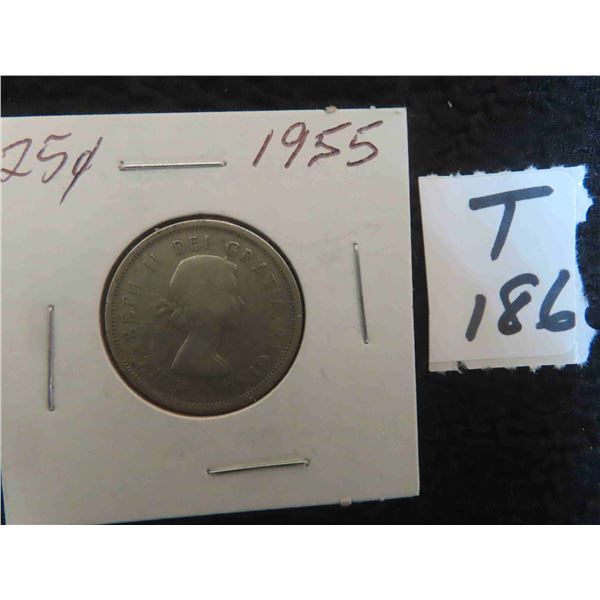 25¢ 1955
ELIZABETH II DEI GRATIA REGINA
T
186